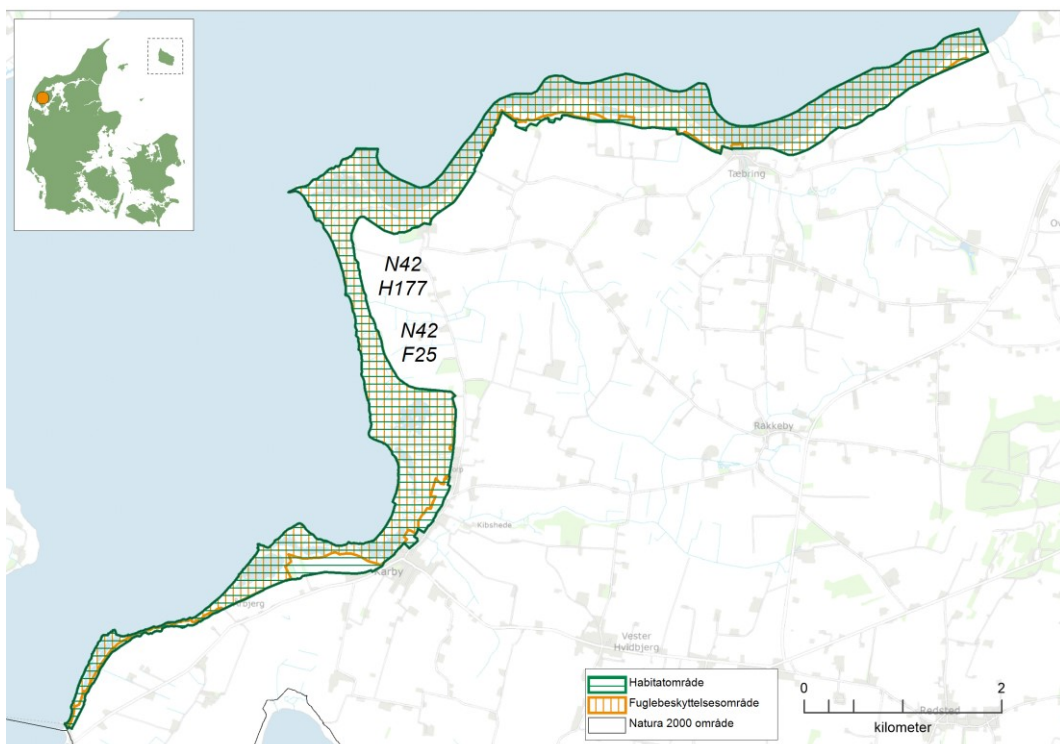 Tæbring
N42
H177
N42
F25
Rakkeby
Kibshede
Karby
Vester
Hvidbjerg
Habitatområde
Fuglebeskyttelsesområde
Natura 2000 område
0 2
kilometer
Redsted